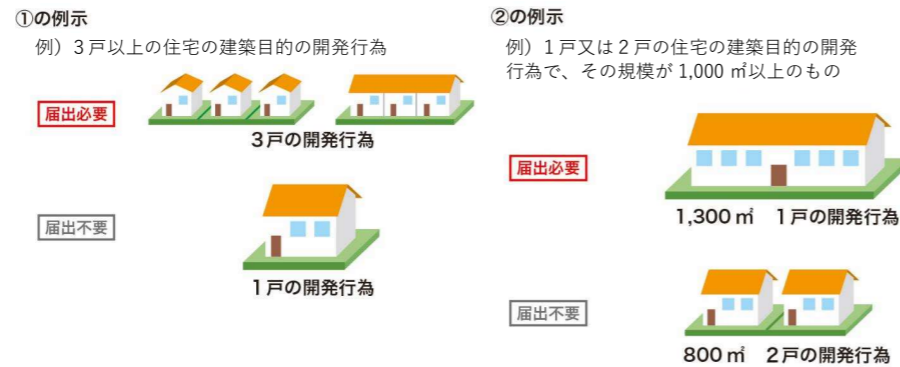 ①の例示
例）３戸以上の住宅の建築目的の開発行為
届出必要
３戸の開発行為
届出不要
１戸の開発行為
②の例示
例）１戸又は２戸の住宅の建築目的の開発
行為で、その規模が 1,000 ㎡以上のもの
届出必要
1,300 ㎡　１戸の開発行為
届出不要
800 ㎡　２戸の開発行為